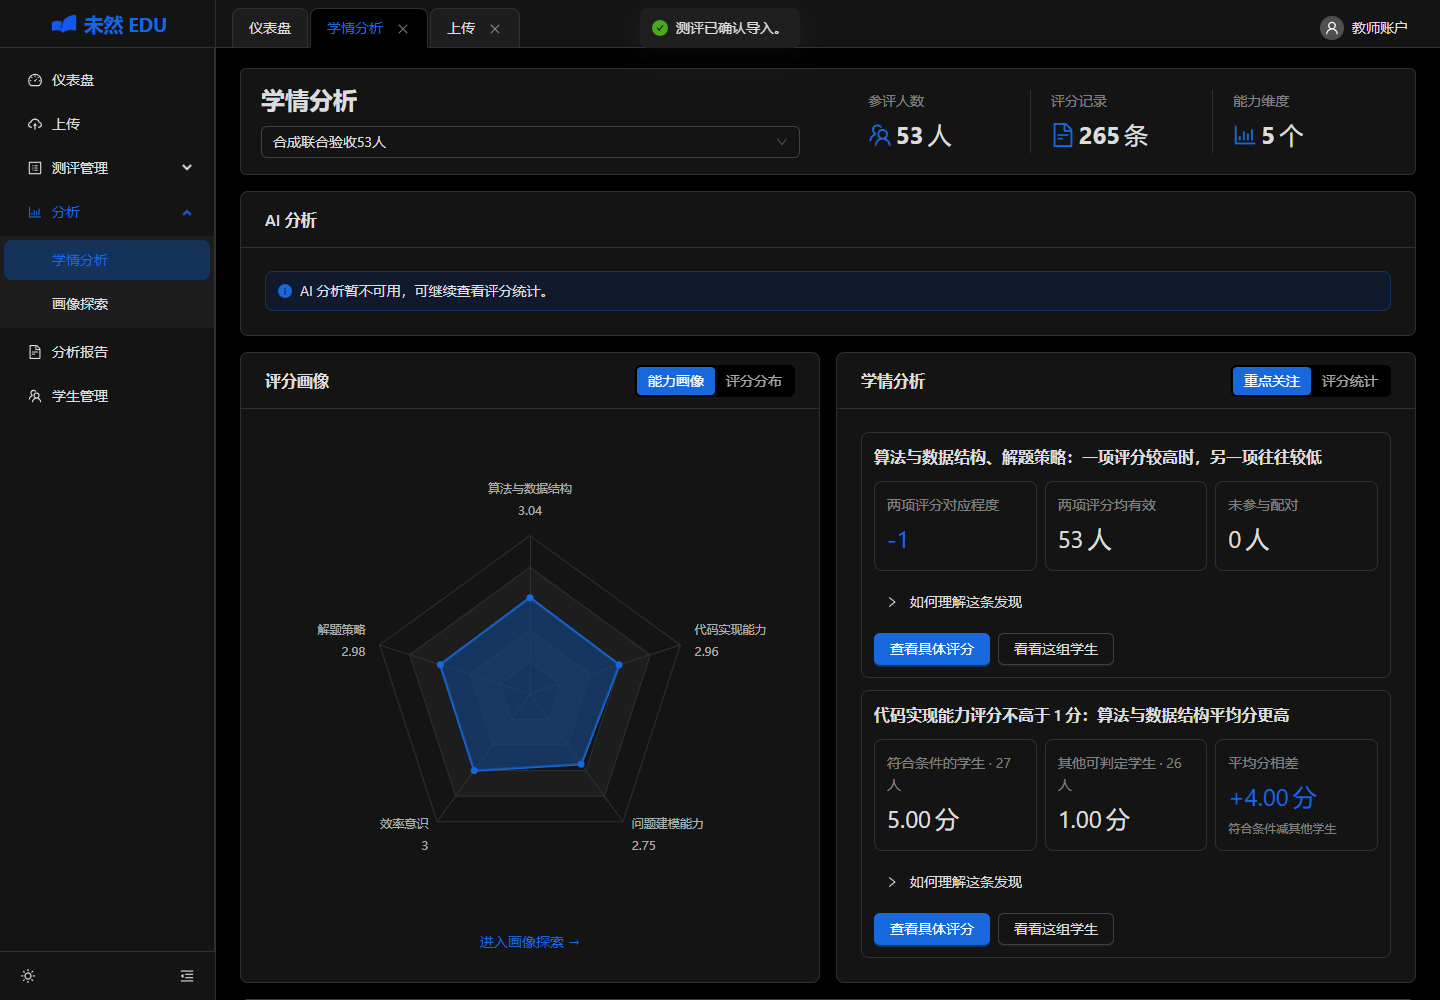 未然 EDU
仪表盘
学情分析
上传
测评已确认导入。
教师账户
仪表盘
上传
测评管理
分析
学情分析
画像探索
分析报告
学生管理
学情分析
合成联合验收53人
参评人数
53 人
评分记录
265 条
能力维度
5 个
AI 分析
AI 分析暂不可用，可继续查看评分统计。
评分画像
能力画像
评分分布
算法与数据结构
3.04
代码实现能力
2.96
问题建模能力
2.75
效率意识
3
解题策略
2.98
进入画像探索 →
学情分析
重点关注
评分统计
算法与数据结构、解题策略：一项评分较高时，另一项往往较低
两项评分对应程度
-1
两项评分均有效
53 人
未参与配对
0 人
如何理解这条发现
查看具体评分
看看这组学生
代码实现能力评分不高于 1 分：算法与数据结构平均分更高
符合条件的学生 · 27
人
5.00 分
其他可判定学生 · 26
人
1.00 分
平均分相差
+4.00 分
符合条件减其他学生
如何理解这条发现
查看具体评分
看看这组学生